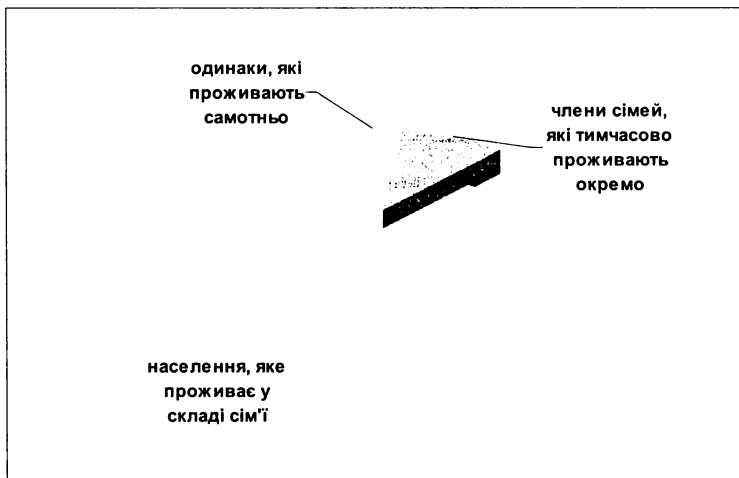 одинаки, які
проживають
самотньо
члени сімей,
які тимчасово
проживають
окремо
населення, яке
проживає у
складі сім'ї